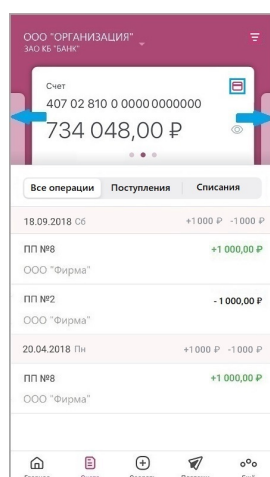 ООО "ОРГАНИЗАЦИЯ"
ЗАО КБ "БАНК"
Счет
407 02 810 0 0000 0000000
734 048,00 ₽
Все операции Поступления Списания
18.09.2018 Сб +1000 ₽ -1000 ₽
ПП №8 +1 000,00 ₽
ООО "Фирма"
ПП №2 - 1 000,00 ₽
ООО "Фирма"
20.04.2018 Пн +1000 ₽ -1000 ₽
ПП №8 +1 000,00 ₽
ООО "Фирма"